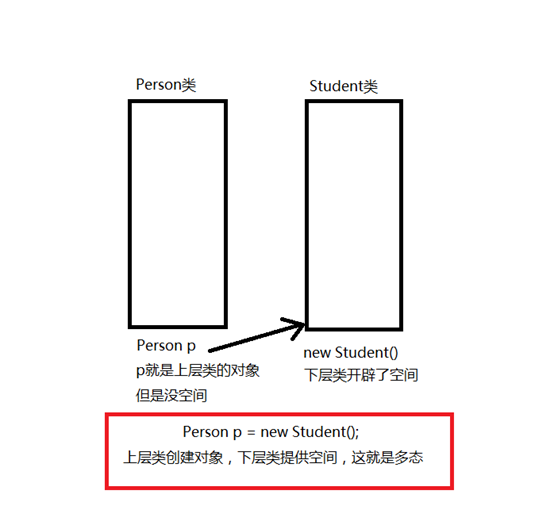 Person类
Student类
Person p
p就是上层类的对象
但是没空间
new Student()
下层类开辟了空间
Person p = new Student();
上层类创建对象，下层类提供空间，这就是多态